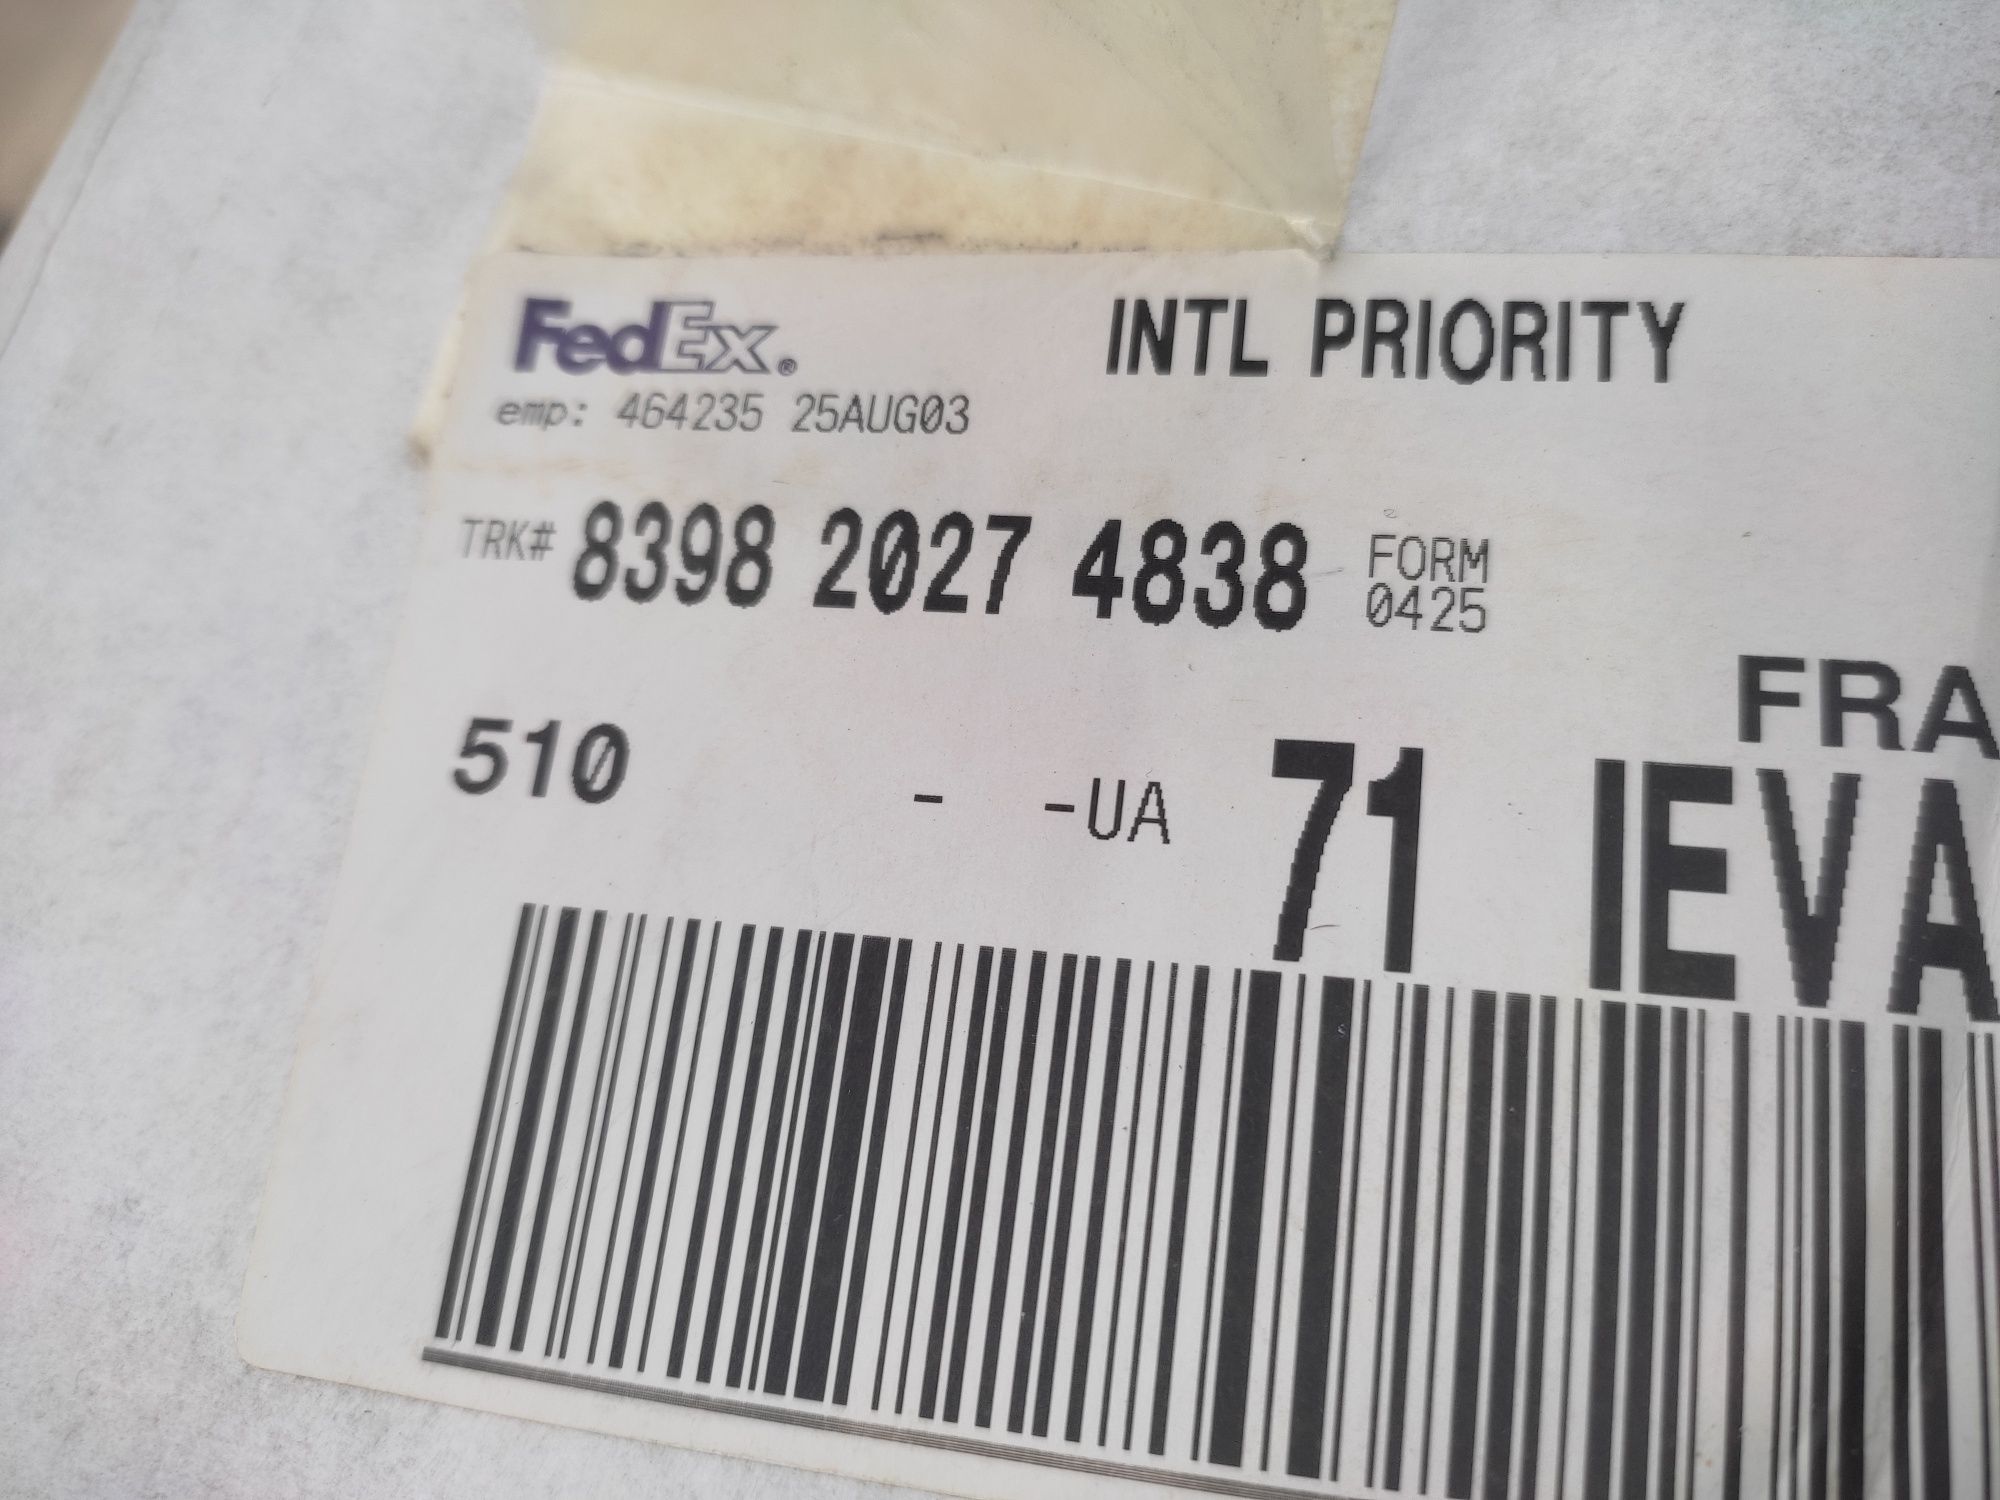 FedEx®
INTL PRIORITY
emp: 464235 25AUG03
TRK# 8398 2027 4838 FORM
0425
FRA
510 - -UA 71 IEVA